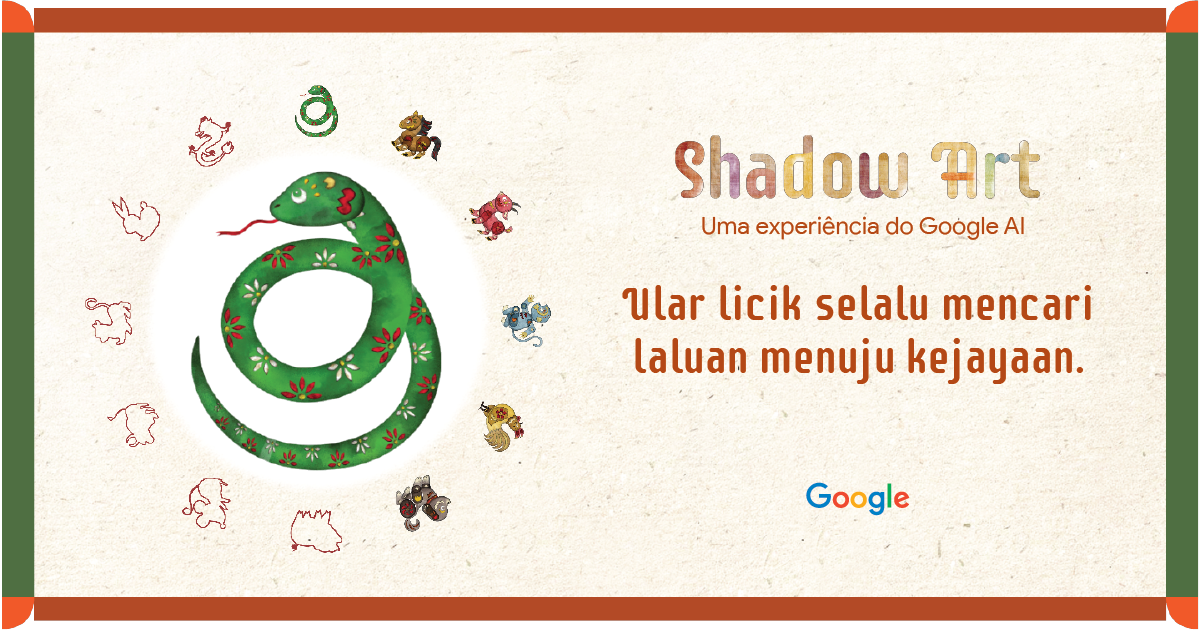 Shadow Art
Uma experiência do Google AI
Ular licik selalu mencari
laluan menuju kejayaan.
Google